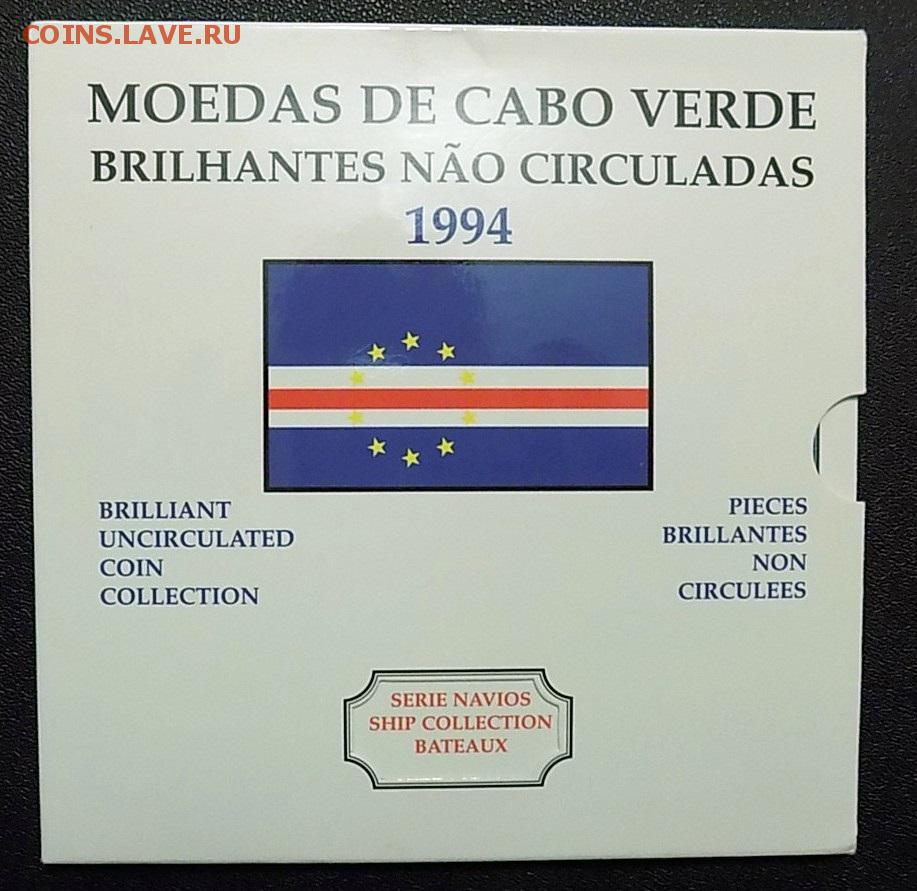 COINS.LAVE.RU
MOEDAS DE CABO VERDE
BRILHANTES NÃO CIRCULADAS
1994
BRILLIANT
UNCIRCULATED
COIN
COLLECTION
PIECES
BRILLANTES
NON
CIRCULEES
SERIE NAVIOS
SHIP COLLECTION
BATEAUX